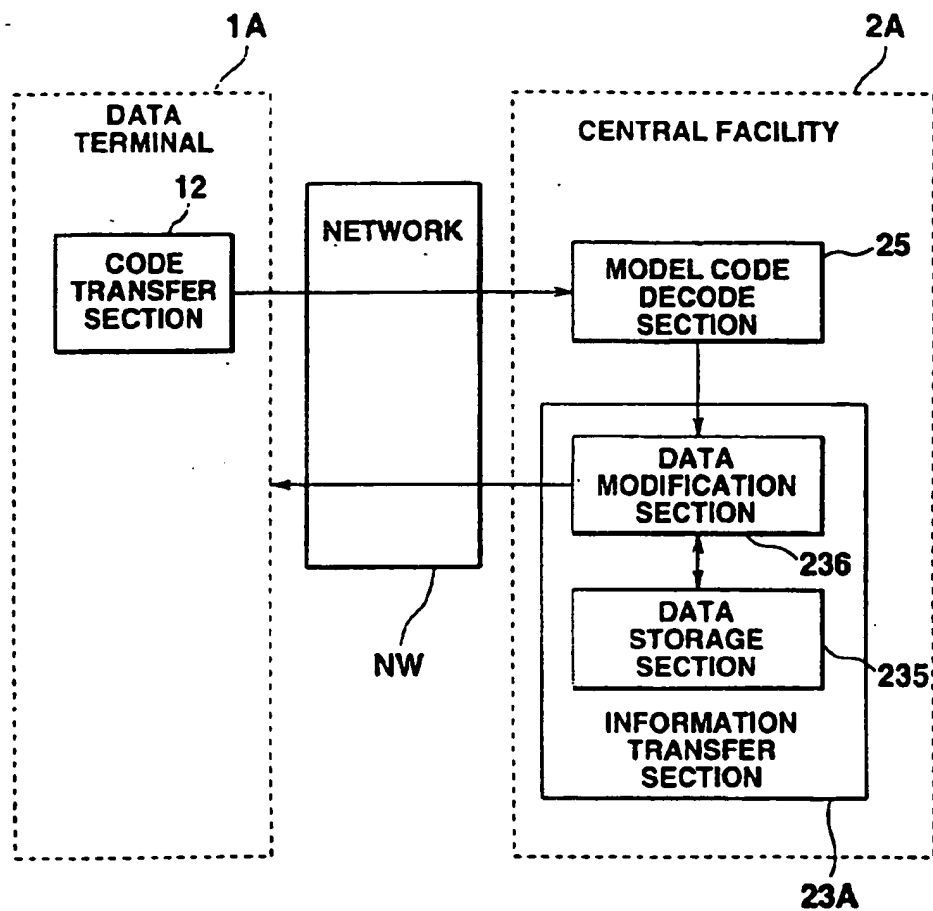 1A
2A
DATA
TERMINAL
CENTRAL FACILITY
12
CODE
TRANSFER
SECTION
NETWORK
25
MODEL CODE
DECODE
SECTION
DATA
MODIFICATION
SECTION
236
DATA
STORAGE
SECTION
235
NW
INFORMATION
TRANSFER
SECTION
23A